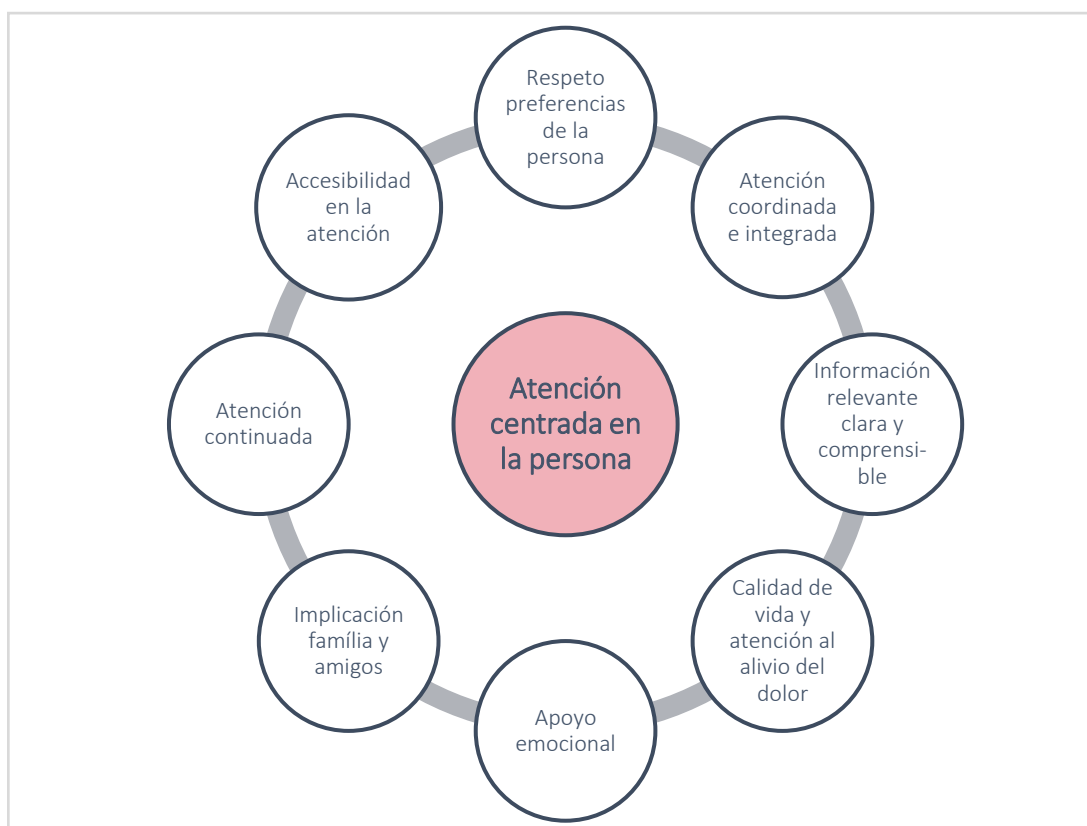 Respeto
preferencias
de la
persona
Atención
coordinada
e integrada
Información
relevante
clara y
comprensi-
ble
Calidad de
vida y
atención al
alivio del
dolor
Apoyo
emocional
Implicación
família y
amigos
Atención
continuada
Accesibilidad
en la
atención
Atención
centrada en
la persona